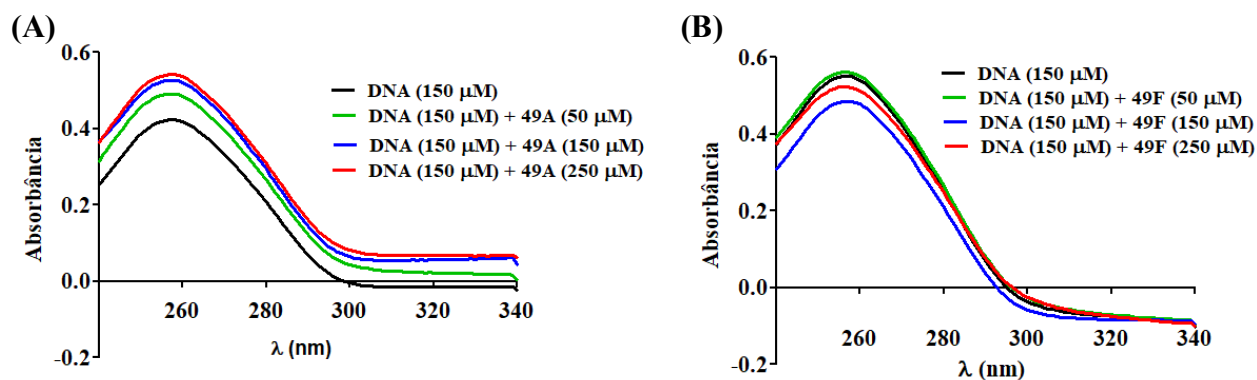 (A)
0.6
0.4
0.2
0.0
-0.2
Absorbância
260
280
300
320
340
λ (nm)
DNA (150 µM)
DNA (150 µM) + 49A (50 µM)
DNA (150 µM) + 49A (150 µM)
DNA (150 µM) + 49A (250 µM)
(B)
0.6
0.4
0.2
0.0
-0.2
Absorbância
260
280
300
320
340
λ (nm)
DNA (150 µM)
DNA (150 µM) + 49F (50 µM)
DNA (150 µM) + 49F (150 µM)
DNA (150 µM) + 49F (250 µM)